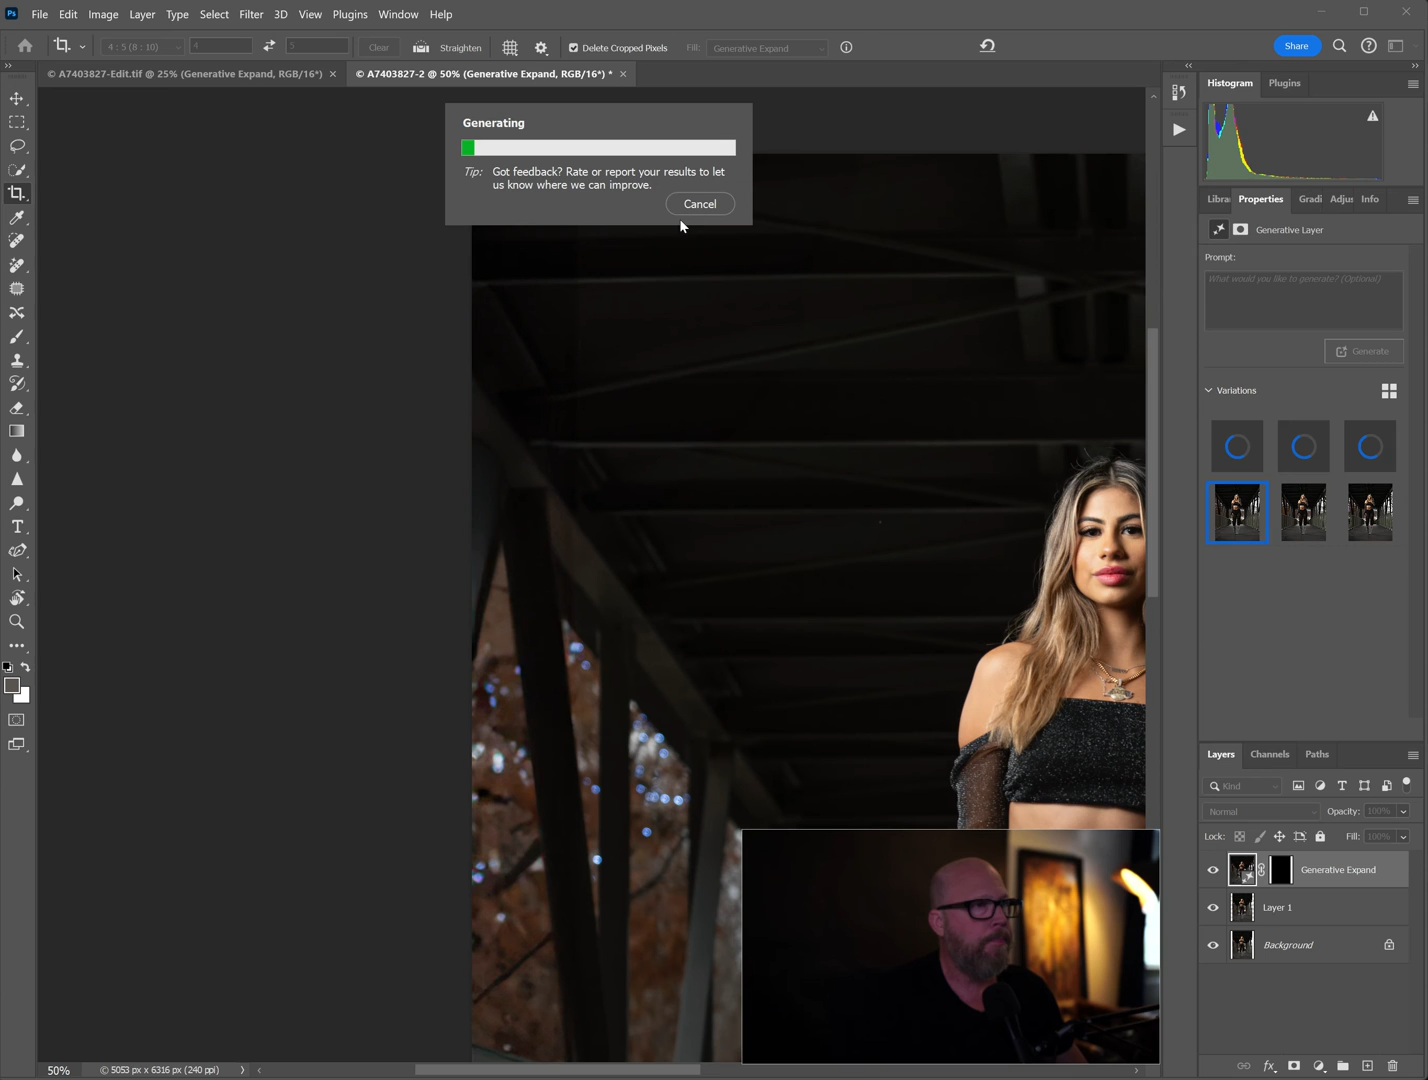 Ps File Edit Image Layer Type Select Filter 3D View Plugins Window Help
4 : 5 (8 : 10) 4 5 Clear Straighten Delete Cropped Pixels Fill: Generative Expand Share
© A7403827-Edit.tif @ 25% (Generative Expand, RGB/16*) × © A7403827-2 @ 50% (Generative Expand, RGB/16*) * ×
Generating
Tip: Got feedback? Rate or report your results to let
us know where we can improve.
Cancel
Histogram Plugins
Librar Properties Gradi Adjus Info
Generative Layer
Prompt:
What would you like to generate? (Optional)
Generate
Variations
Layers Channels Paths
Kind
Normal Opacity: 100%
Lock: Fill: 100%
Generative Expand
Layer 1
Background
fx
50% © 5053 px x 6316 px (240 ppi)